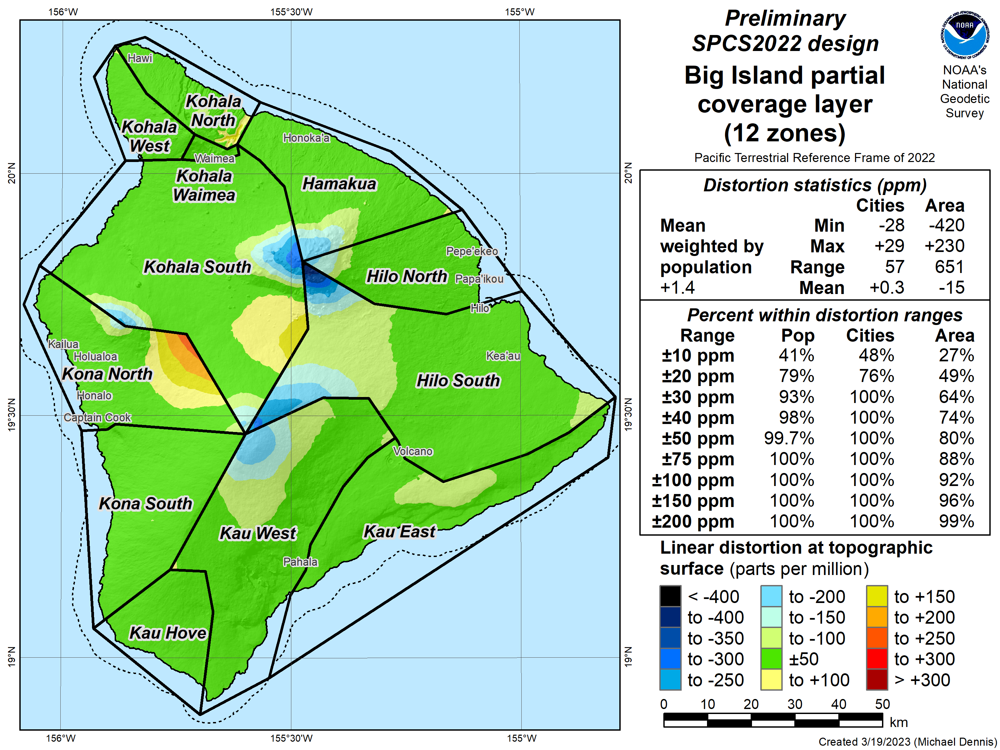 156°W 155°30'W 155°W
Preliminary
SPCS2022 design
Big Island partial
coverage layer
(12 zones)
Pacific Terrestrial Reference Frame of 2022
NATIONAL OCEANIC AND ATMOSPHERIC ADMINISTRATION
NOAA
U.S. DEPARTMENT OF COMMERCE
NOAA's
National
Geodetic
Survey
Hawi
Kohala
North
Kohala
West
Honoka'a
Waimea
20°N
20°N
Kohala
Waimea
Hamakua
Pepe'ekeo
Kohala South
Hilo North
Papa'ikou
Hilo
Kailua
Holualoa
Kea'au
Kona North
Hilo South
Honalo
Captain Cook
19°30'N
19°30'N
Volcano
Kona South
Kau West
Kau East
Pahala
Kau Hove
19°N
19°N
156°W 155°30'W 155°W
Distortion statistics (ppm)
Cities Area
Mean Min -28 -420
weighted by Max +29 +230
population Range 57 651
+1.4 Mean +0.3 -15
Percent within distortion ranges
Range Pop Cities Area
±10 ppm 41% 48% 27%
±20 ppm 79% 76% 49%
±30 ppm 93% 100% 64%
±40 ppm 98% 100% 74%
±50 ppm 99.7% 100% 80%
±75 ppm 100% 100% 88%
±100 ppm 100% 100% 92%
±150 ppm 100% 100% 96%
±200 ppm 100% 100% 99%
Linear distortion at topographic
surface (parts per million)
< -400 to -200 to +150
to -400 to -150 to +200
to -350 to -100 to +250
to -300 ±50 to +300
to -250 to +100 > +300
0 10 20 30 40 50
km
Created 3/19/2023 (Michael Dennis)